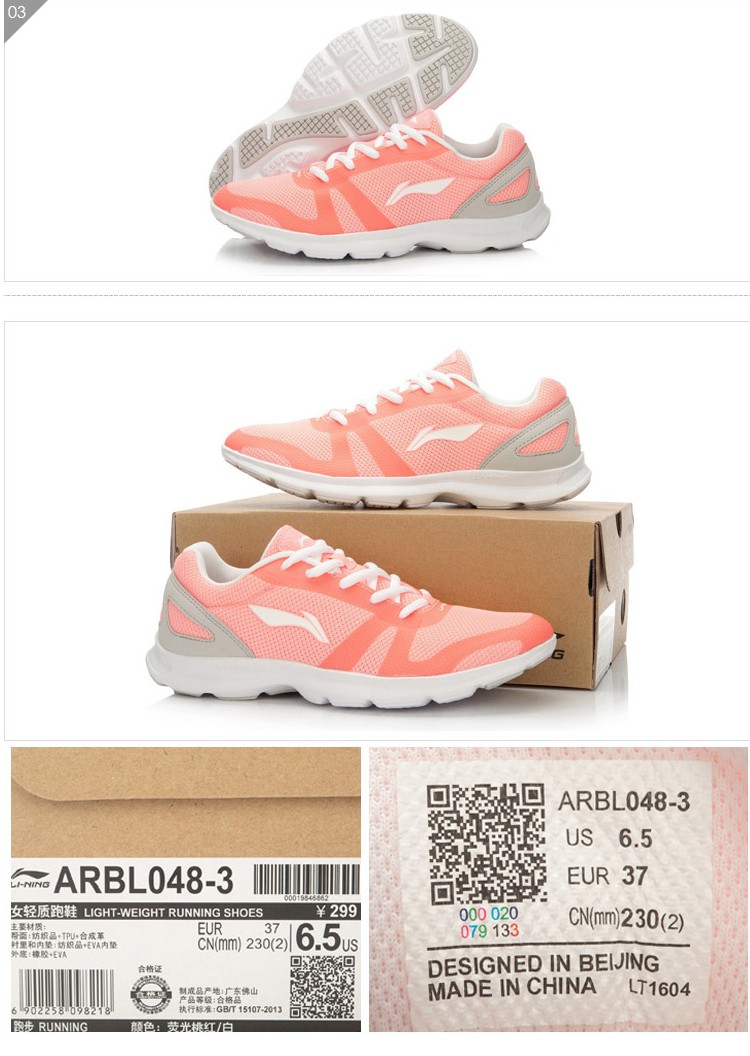 03
NG
LI-NING ARBL048-3
00019846862
女轻质跑鞋 LIGHT-WEIGHT RUNNING SHOES ¥ 299
主要材质:
帮面:纺织品+TPU+合成革
衬里和内垫:纺织品+EVA内垫
外底:橡胶+EVA
EUR 37
CN(mm) 230(2)
6.5US
合格证
制成品产地:广东佛山
产品等级:合格品
执行标准:GB/T 15107-2013
6 902258 098218
跑步 RUNNING 颜色: 荧光桃红/白
ARBL048-3
US 6.5
EUR 37
CN(mm)230(2)
000 020
079 133
DESIGNED IN BEIJING
MADE IN CHINA LT1604